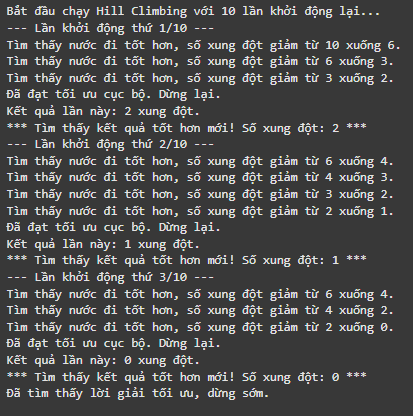 Bắt đầu chạy Hill Climbing với 10 lần khởi động lại...
--- Lần khởi động thứ 1/10 ---
Tìm thấy nước đi tốt hơn, số xung đột giảm từ 10 xuống 6.
Tìm thấy nước đi tốt hơn, số xung đột giảm từ 6 xuống 3.
Tìm thấy nước đi tốt hơn, số xung đột giảm từ 3 xuống 2.
Đã đạt tối ưu cục bộ. Dừng lại.
Kết quả lần này: 2 xung đột.
*** Tìm thấy kết quả tốt hơn mới! Số xung đột: 2 ***
--- Lần khởi động thứ 2/10 ---
Tìm thấy nước đi tốt hơn, số xung đột giảm từ 6 xuống 4.
Tìm thấy nước đi tốt hơn, số xung đột giảm từ 4 xuống 3.
Tìm thấy nước đi tốt hơn, số xung đột giảm từ 3 xuống 2.
Tìm thấy nước đi tốt hơn, số xung đột giảm từ 2 xuống 1.
Đã đạt tối ưu cục bộ. Dừng lại.
Kết quả lần này: 1 xung đột.
*** Tìm thấy kết quả tốt hơn mới! Số xung đột: 1 ***
--- Lần khởi động thứ 3/10 ---
Tìm thấy nước đi tốt hơn, số xung đột giảm từ 6 xuống 4.
Tìm thấy nước đi tốt hơn, số xung đột giảm từ 4 xuống 2.
Tìm thấy nước đi tốt hơn, số xung đột giảm từ 2 xuống 0.
Đã đạt tối ưu cục bộ. Dừng lại.
Kết quả lần này: 0 xung đột.
*** Tìm thấy kết quả tốt hơn mới! Số xung đột: 0 ***
Đã tìm thấy lời giải tối ưu, dừng sớm.